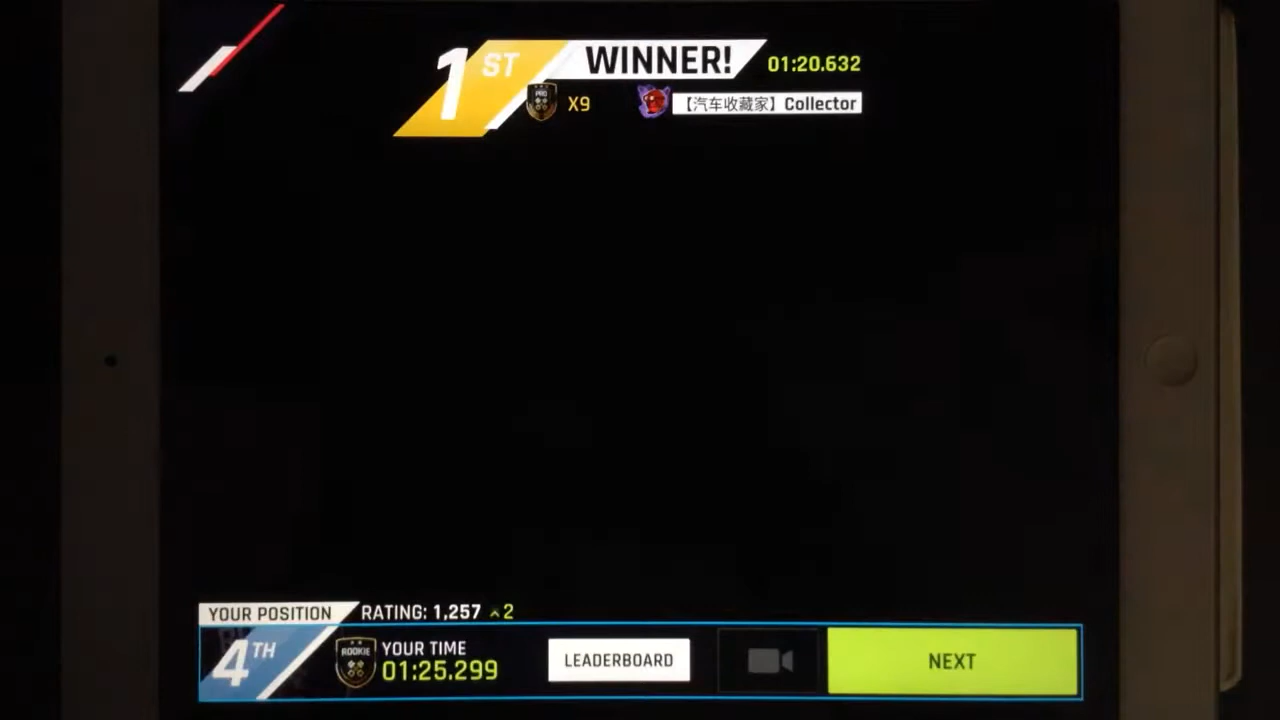 1ST WINNER! 01:20.632
PRO X9 【汽车收藏家】Collector
YOUR POSITION RATING: 1,257 2
4TH ROOKIE YOUR TIME
01:25.299
LEADERBOARD
NEXT